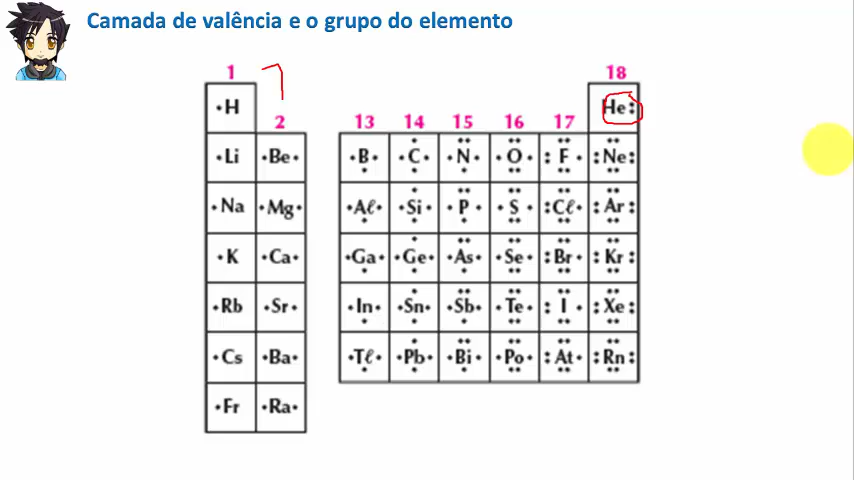 Camada de valência e o grupo do elemento
1 18
•H He:
2 13 14 15 16 17
•Li •Be• •B• •C• •N• •O• :F• :Ne:
•Na •Mg• •Aℓ• •Si• •P• •S• :Cℓ• :Ar:
•K •Ca• •Ga• •Ge• •As• •Se• :Br• :Kr:
•Rb •Sr• •In• •Sn• •Sb• •Te• :I• :Xe:
•Cs •Ba• •Tℓ• •Pb• •Bi• •Po• :At• :Rn:
•Fr •Ra•